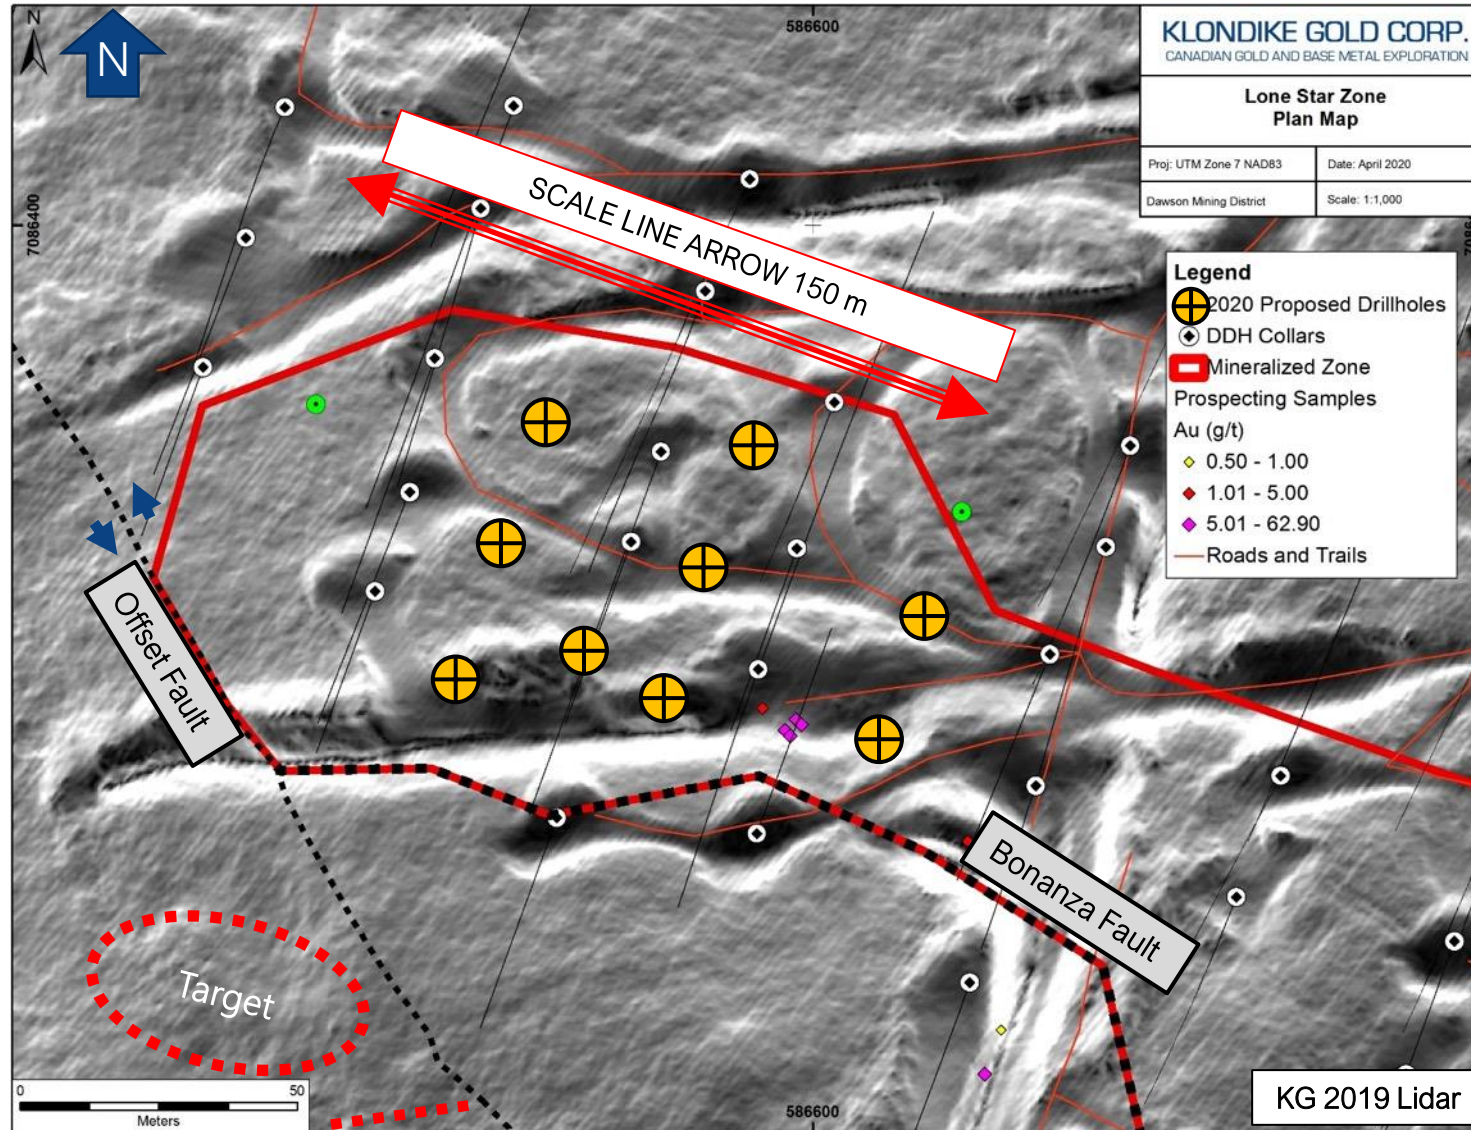 N
N
586600
KLONDIKE GOLD CORP.
CANADIAN GOLD AND BASE METAL EXPLORATION
Lone Star Zone
Plan Map
Proj: UTM Zone 7 NAD83
Date: April 2020
Dawson Mining District
Scale: 1:1,000
7086400
SCALE LINE ARROW 150 m
Legend
2020 Proposed Drillholes
DDH Collars
Mineralized Zone
Prospecting Samples
Au (g/t)
0.50 - 1.00
1.01 - 5.00
5.01 - 62.90
Roads and Trails
Offset Fault
Bonanza Fault
Target
0
50
Meters
586600
KG 2019 Lidar